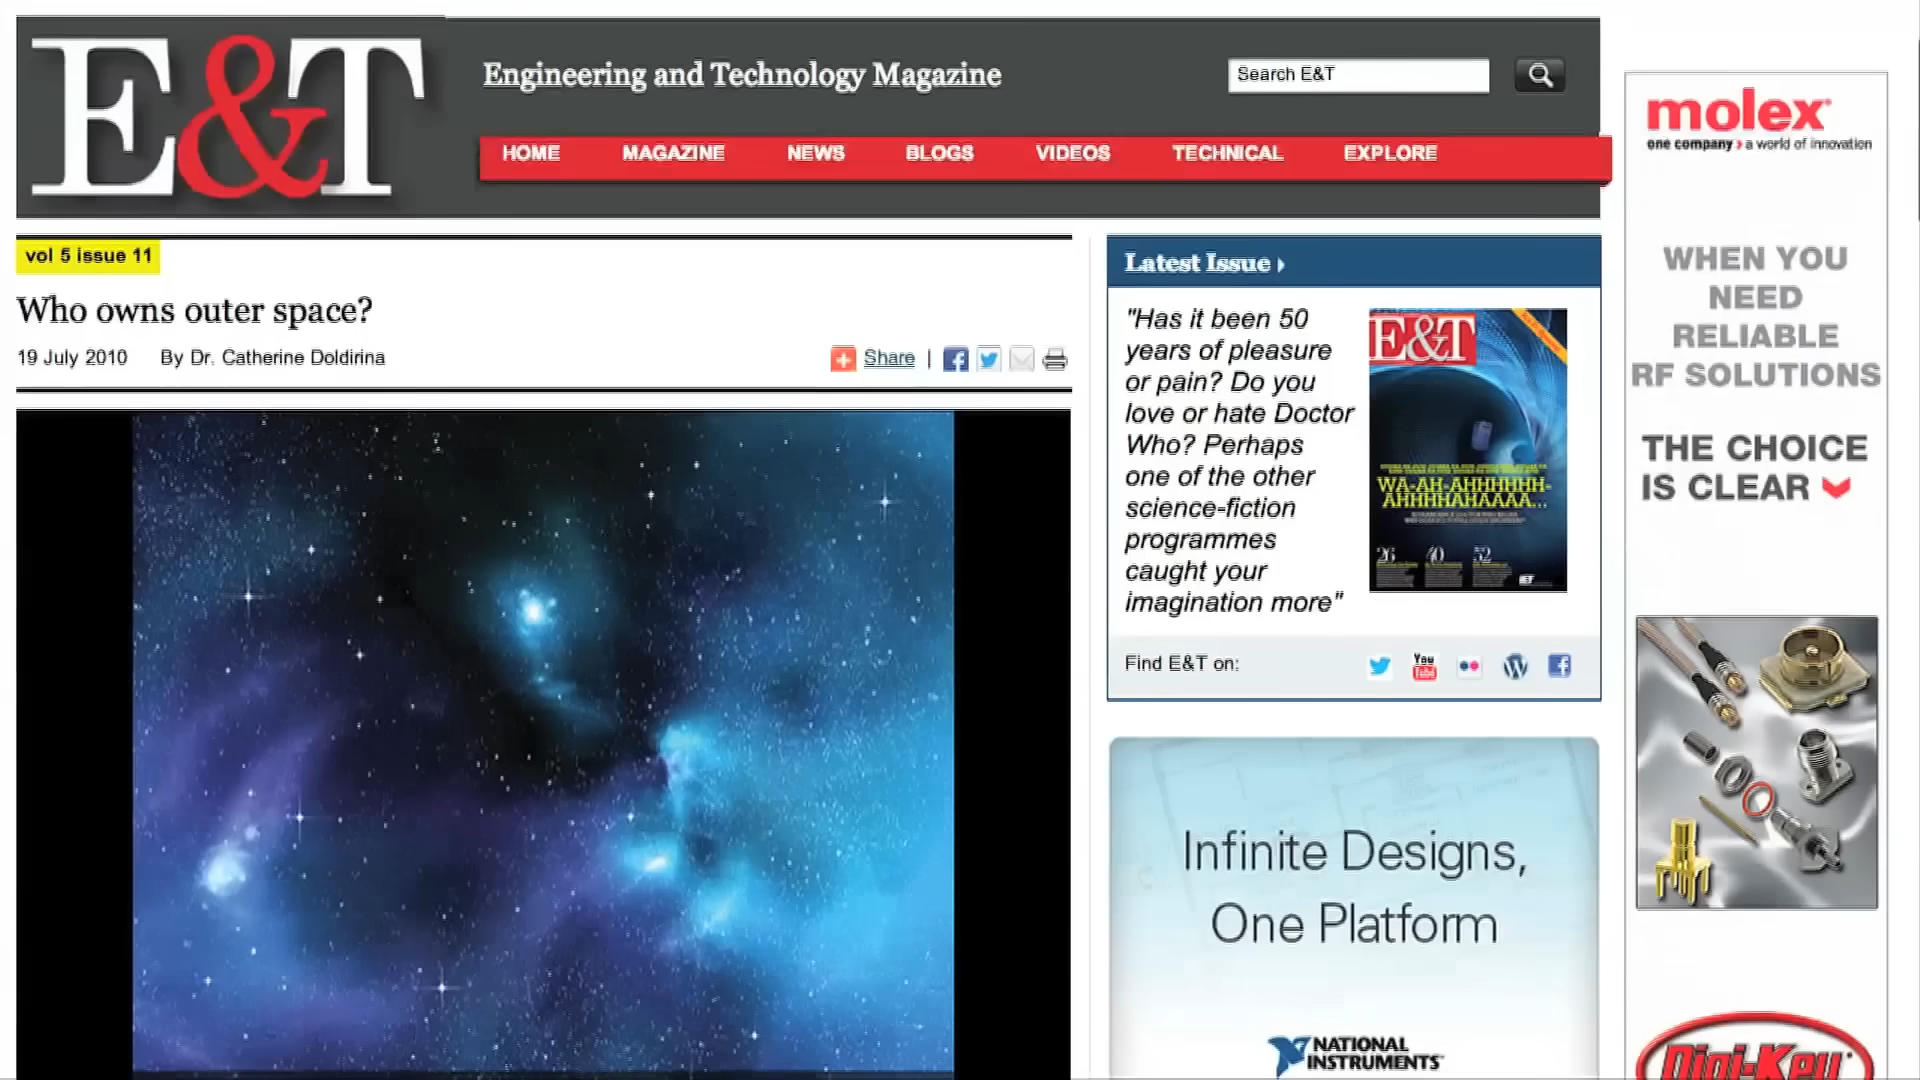 E&T
Engineering and Technology Magazine
Search E&T
HOME
MAGAZINE
NEWS
BLOGS
VIDEOS
TECHNICAL
EXPLORE
vol 5 issue 11
Who owns outer space?
19 July 2010
By Dr. Catherine Doldirina
Share |
Latest Issue
"Has it been 50
years of pleasure
or pain? Do you
love or hate Doctor
Who? Perhaps
one of the other
science-fiction
programmes
caught your
imagination more"
E&T
WA-AH-AHHHHHH-
AHHHHAHAAAA...
26 40 52
Find E&T on:
You
Tube
Infinite Designs,
One Platform
NATIONAL
INSTRUMENTS
molex
one company > a world of innovation
WHEN YOU
NEED
RELIABLE
RF SOLUTIONS
THE CHOICE
IS CLEAR
Digi-Key